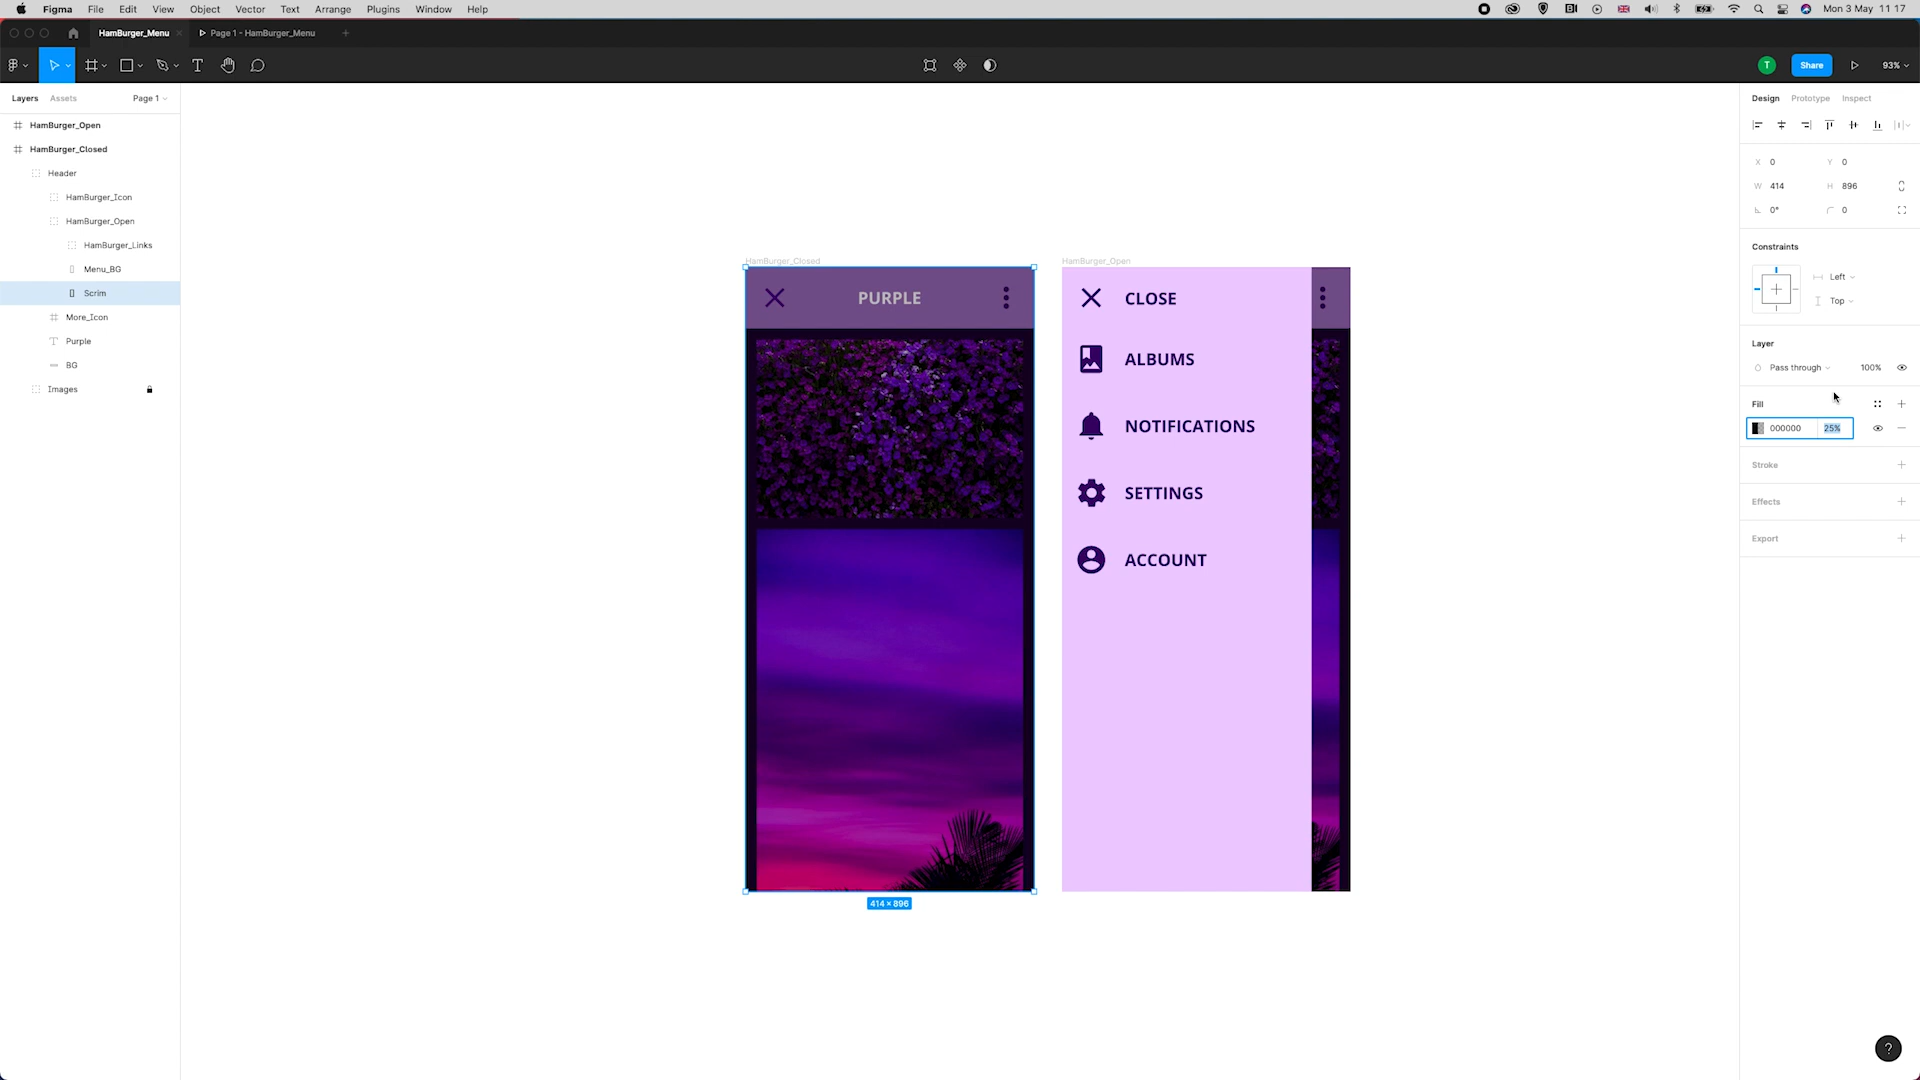 Figma File Edit View Object Vector Text Arrange Plugins Window Help Mon 3 May 11 17
HamBurger_Menu Page 1 - HamBurger_Menu
T Share 93%
Layers Assets Page 1
HamBurger_Open
HamBurger_Closed
Header
HamBurger_Icon
HamBurger_Open
HamBurger_Links
Menu_BG
Scrim
More_Icon
Purple
BG
Images
HamBurger_Closed
PURPLE
414 × 896
HamBurger_Open
CLOSE
ALBUMS
NOTIFICATIONS
SETTINGS
ACCOUNT
Design Prototype Inspect
X 0 Y 0
W 414 H 896
0° 0
Constraints
Left
Top
Layer
Pass through 100%
Fill
000000 25%
Stroke
Effects
Export
?